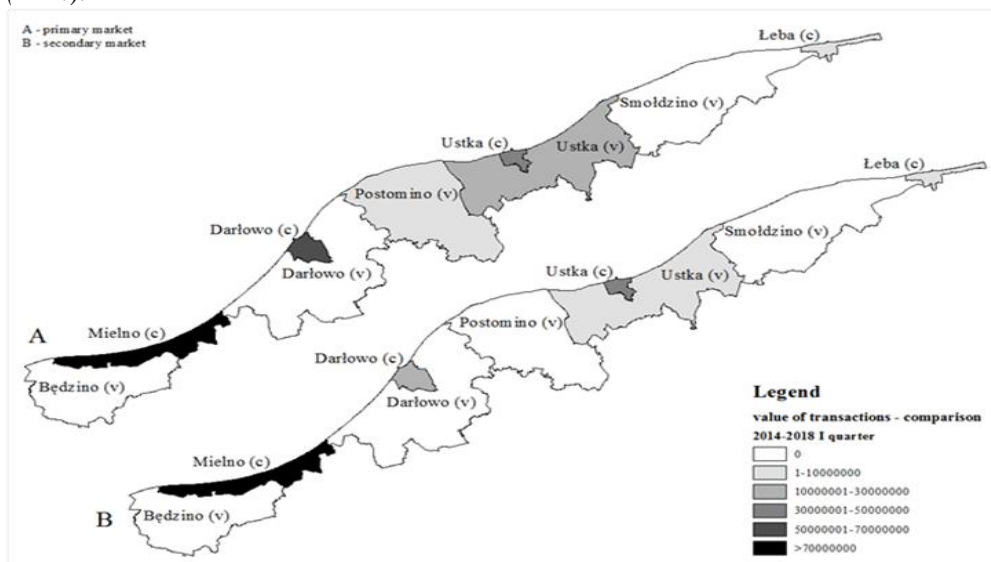 A - primary market
B - secondary market
Łeba (c)
Smołdzino (v)
Ustka (c)
Ustka (v)
Postomino (v)
Darłowo (c)
Darłowo (v)
A
Mielno (c)
Będzino (v)
Łeba (c)
Smołdzino (v)
Ustka (c)
Ustka (v)
Postomino (v)
Darłowo (c)
Darłowo (v)
Mielno (c)
B
Będzino (v)
Legend
value of transactions - comparison
2014-2018 I quarter
0
1-10000000
10000001-30000000
30000001-50000000
50000001-70000000
>70000000